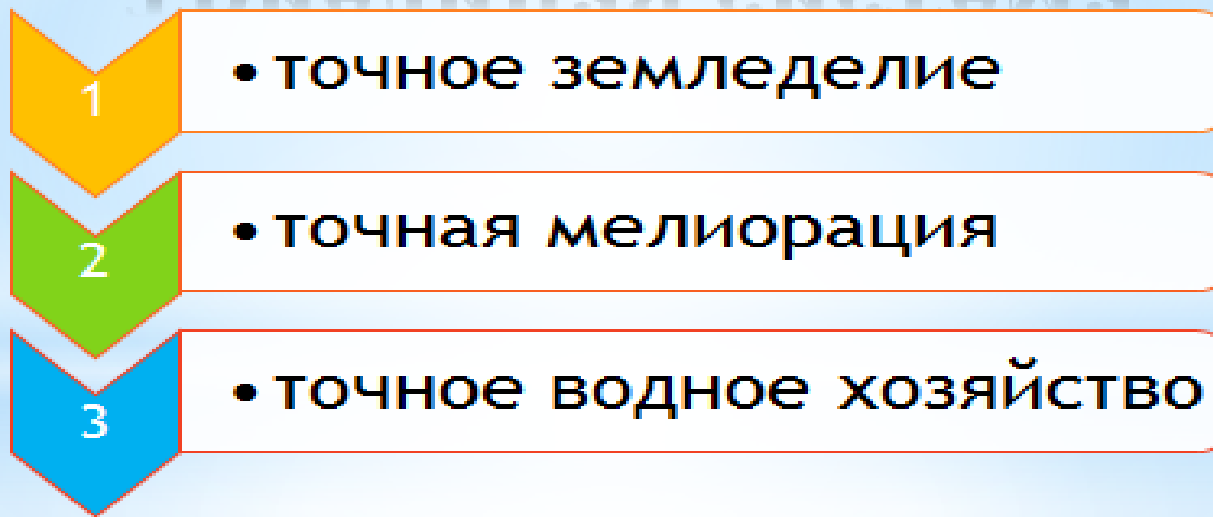 1
• точное земледелие
2
• точная мелиорация
3
• точное водное хозяйство